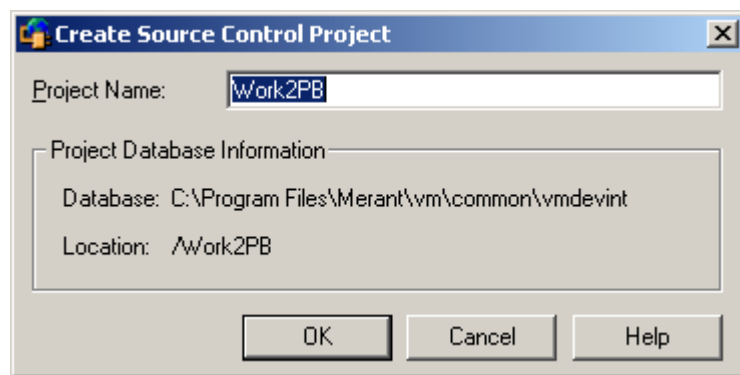 Create Source Control Project
Project Name: Work2PB
Project Database Information
Database: C:\Program Files\Merant\vm\common\vmdevint
Location: /Work2PB
OK Cancel Help